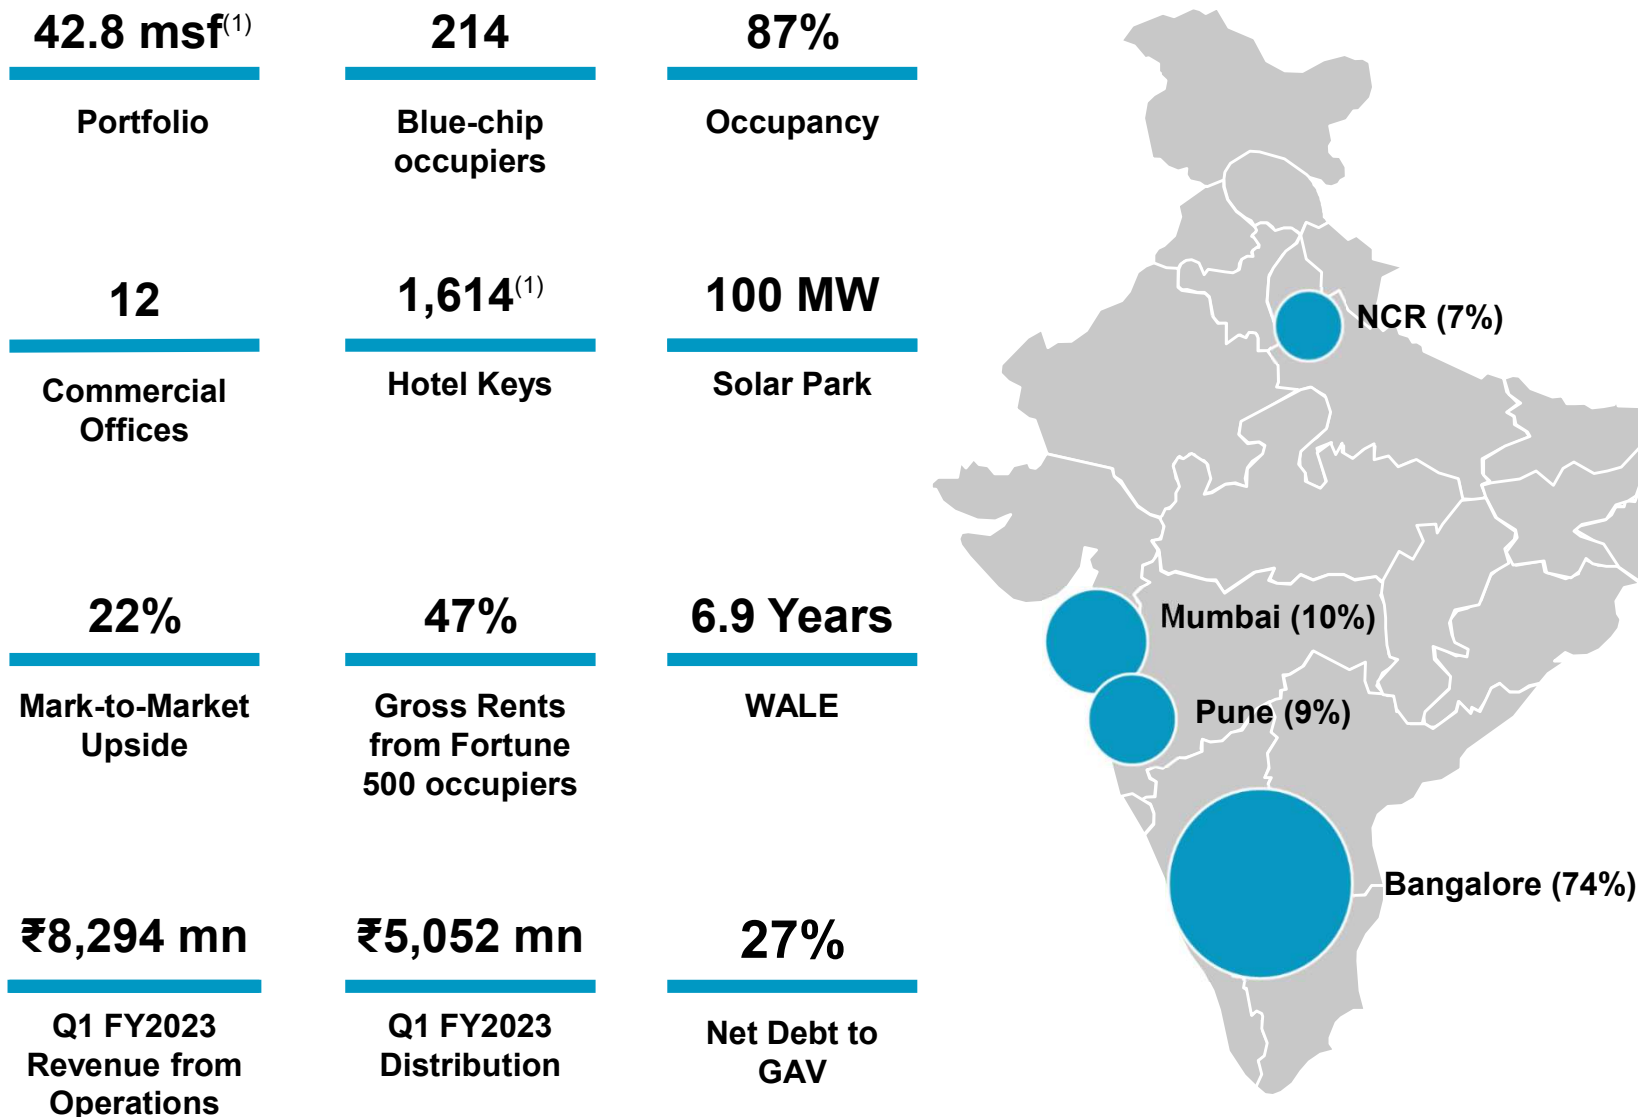 42.8 msf(1)
Portfolio
214
Blue-chip
occupiers
87%
Occupancy
12
Commercial
Offices
1,614(1)
Hotel Keys
100 MW
Solar Park
22%
Mark-to-Market
Upside
47%
Gross Rents
from Fortune
500 occupiers
6.9 Years
WALE
₹8,294 mn
Q1 FY2023
Revenue from
Operations
₹5,052 mn
Q1 FY2023
Distribution
27%
Net Debt to
GAV
NCR (7%)
Mumbai (10%)
Pune (9%)
Bangalore (74%)